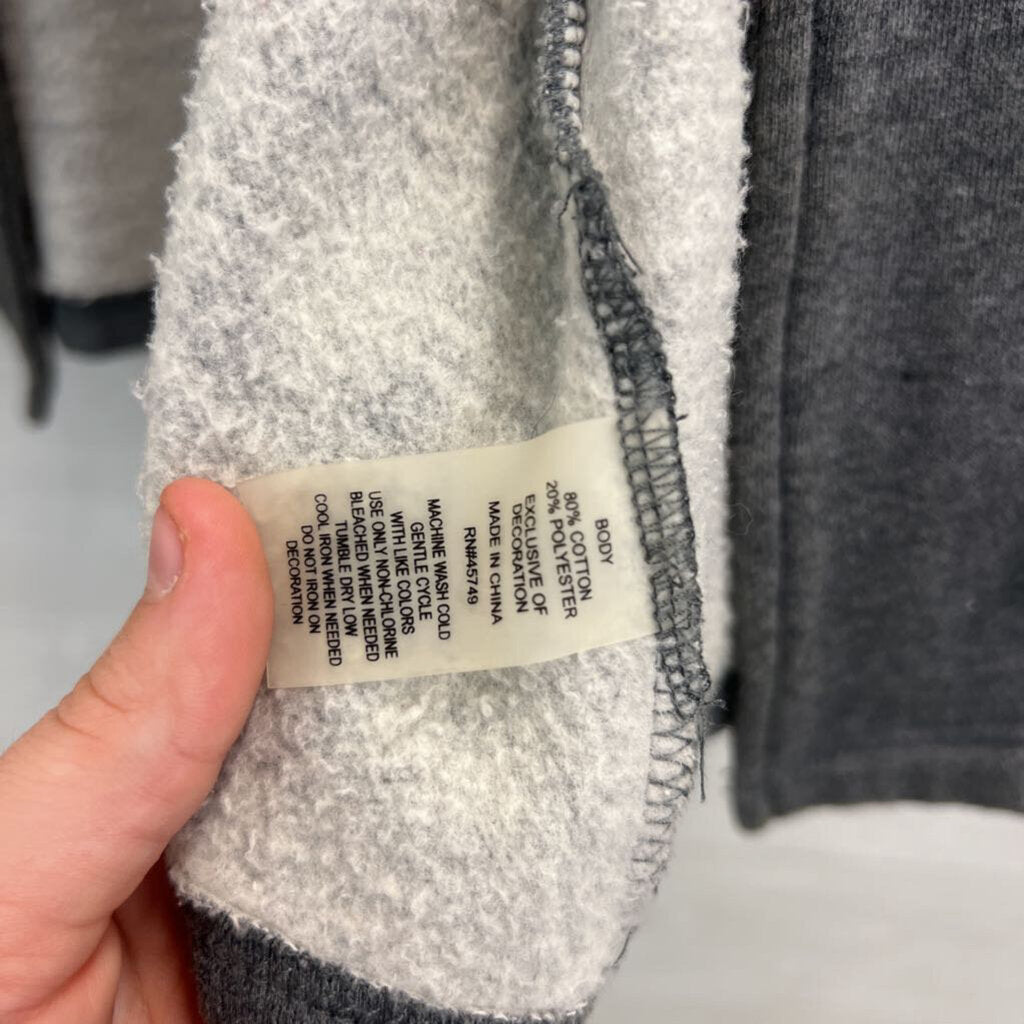 BODY
80% COTTON
20% POLYESTER
EXCLUSIVE OF
DECORATION
MADE IN CHINA
RN#45749
MACHINE WASH COLD
GENTLE CYCLE
WITH LIKE COLORS
USE ONLY NON-CHLORINE
BLEACHED WHEN NEEDED
TUMBLE DRY LOW
COOL IRON WHEN NEEDED
DO NOT IRON ON
DECORATION